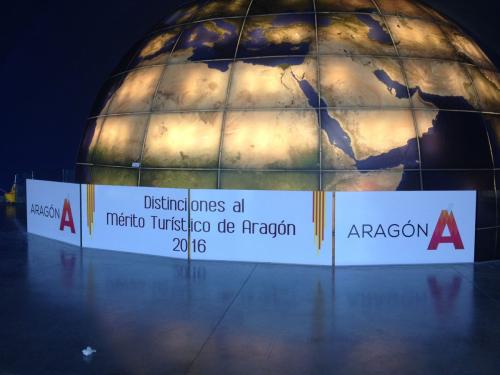 ARAGÓN A
Distinciones al
Mérito Turístico de Aragón
2016
ARAGÓN A